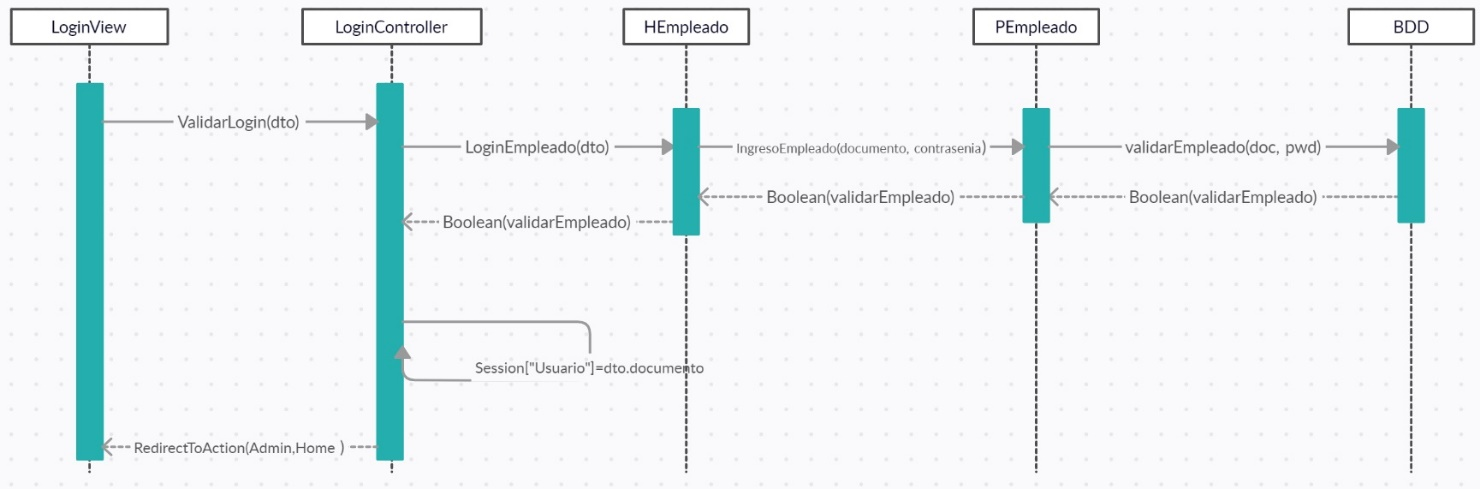 LoginView
LoginController
HEmpleado
PEmpleado
BDD
ValidarLogin(dto)
LoginEmpleado(dto)
IngresoEmpleado(documento, contrasenia)
validarEmpleado(doc, pwd)
Boolean(validarEmpleado)
Boolean(validarEmpleado)
Boolean(validarEmpleado)
Session["Usuario"]=dto.documento
RedirectToAction(Admin,Home )